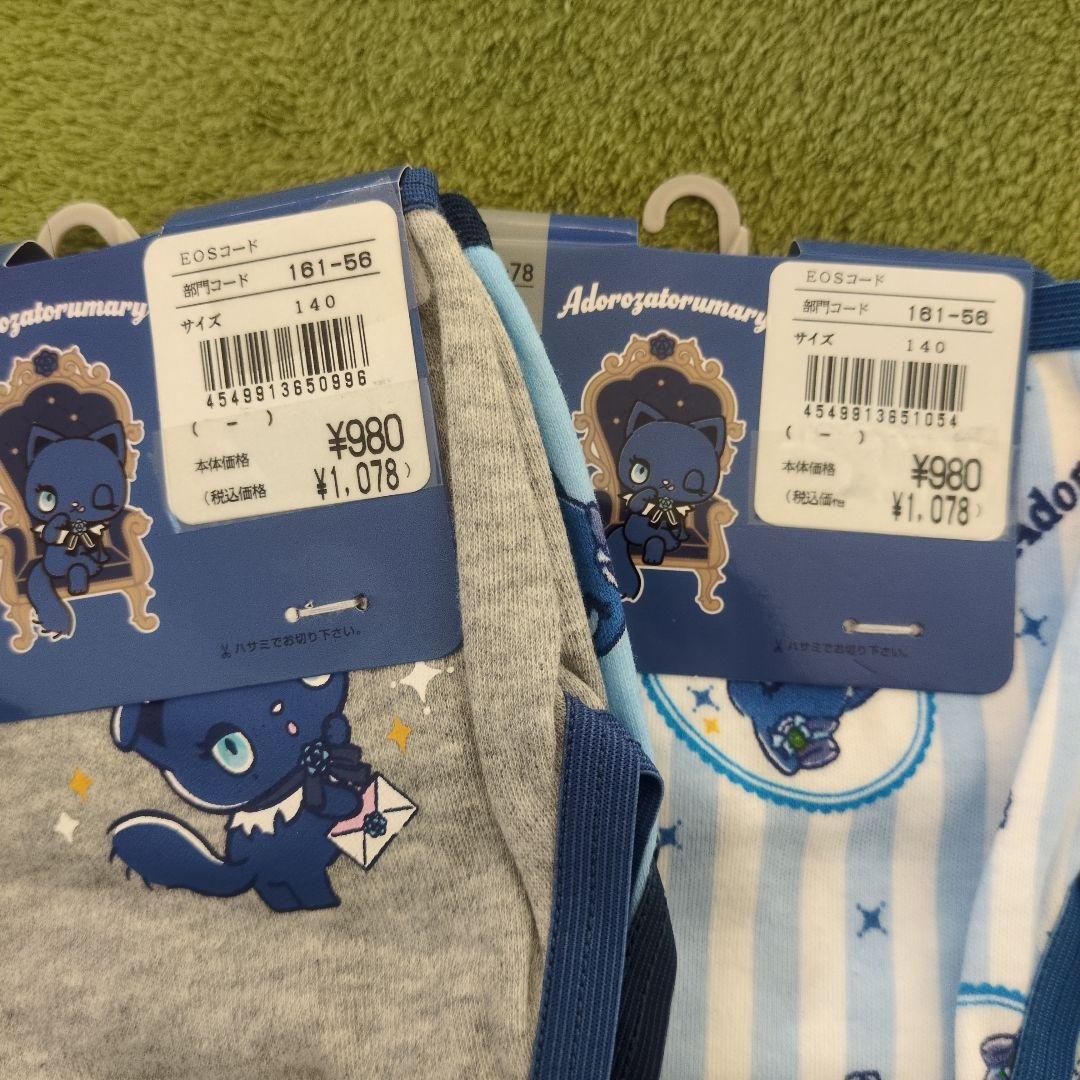 orozatorumary
EOSコード
部門コード 161-56
サイズ 140
4549913650996
( - )
本体価格 ¥980
(税込価格 ¥1,078)
ハサミでお切り下さい。
-78
Adorozatorumary
EOSコード
部門コード 161-56
サイズ 140
4549913651054
( - )
本体価格 ¥980
(税込価格 ¥1,078)
ハサミでお切り下さい。
Ador